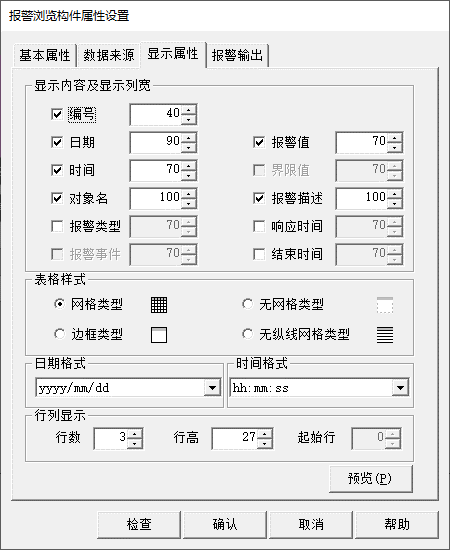 报警浏览构件属性设置
基本属性 数据来源 显示属性 报警输出
显示内容及显示列宽
编号 40
日期 90 报警值 70
时间 70 界限值 70
对象名 100 报警描述 100
报警类型 70 响应时间 70
报警事件 70 结束时间 70
表格样式
网格类型 无网格类型
边框类型 无纵线网格类型
日期格式 时间格式
yyyy/mm/dd hh:mm:ss
行列显示
行数 3 行高 27 起始行 0
预览(P)
检查 确认 取消 帮助